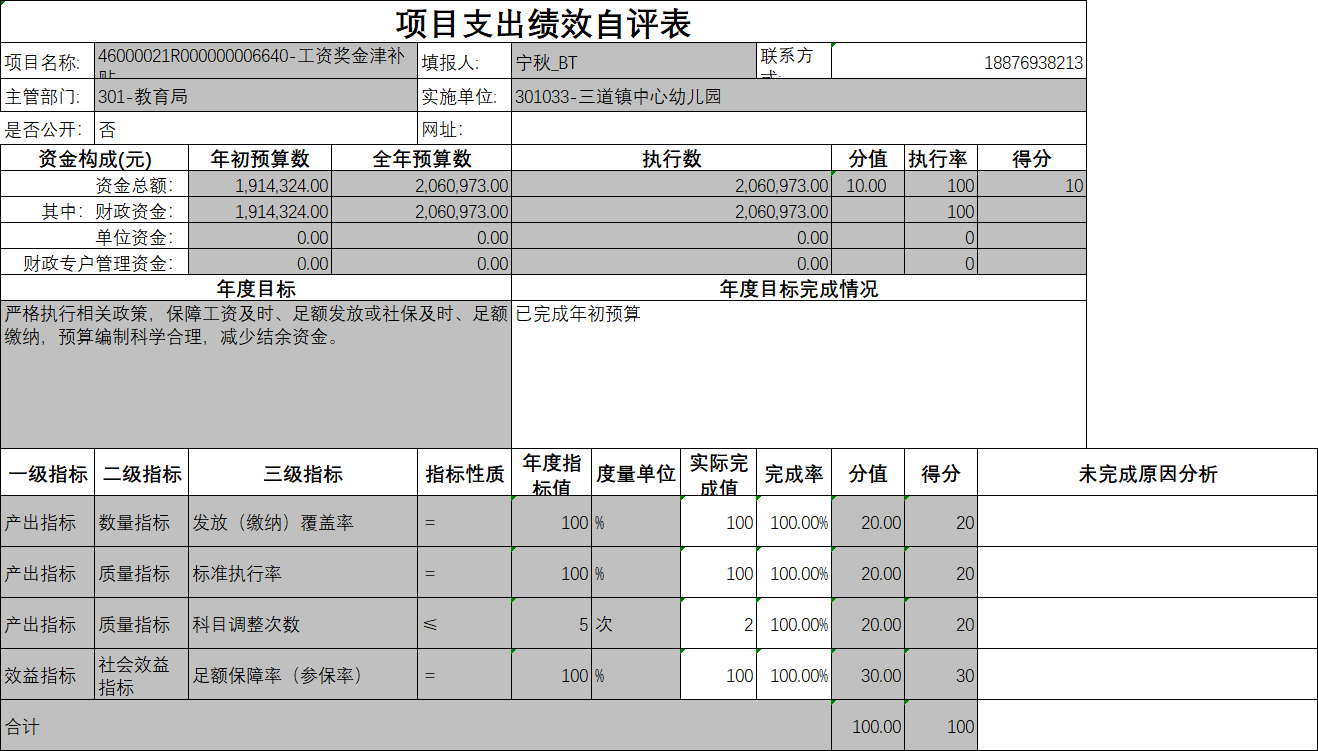 项目支出绩效自评表
项目名称: 46000021R000000006640-工资奖金津补贴 填报人: 宁秋_BT 联系方式: 18876938213
主管部门: 301-教育局 实施单位: 301033-三道镇中心幼儿园
是否公开: 否 网址:
资金构成(元) 年初预算数 全年预算数 执行数 分值 执行率 得分
资金总额: 1,914,324.00 2,060,973.00 2,060,973.00 10.00 100 10
其中: 财政资金: 1,914,324.00 2,060,973.00 2,060,973.00 100
单位资金: 0.00 0.00 0.00 0
财政专户管理资金: 0.00 0.00 0.00 0
年度目标 年度目标完成情况
严格执行相关政策，保障工资及时、足额发放或社保及时、足额 已完成年初预算
缴纳，预算编制科学合理，减少结余资金。
一级指标 二级指标 三级指标 指标性质 年度指标值 度量单位 实际完成值 完成率 分值 得分 未完成原因分析
产出指标 数量指标 发放（缴纳）覆盖率 = 100 % 100 100.00% 20.00 20
产出指标 质量指标 标准执行率 = 100 % 100 100.00% 20.00 20
产出指标 质量指标 科目调整次数 ≤ 5 次 2 100.00% 20.00 20
效益指标 社会效益指标 足额保障率（参保率） = 100 % 100 100.00% 30.00 30
合计 100.00 100